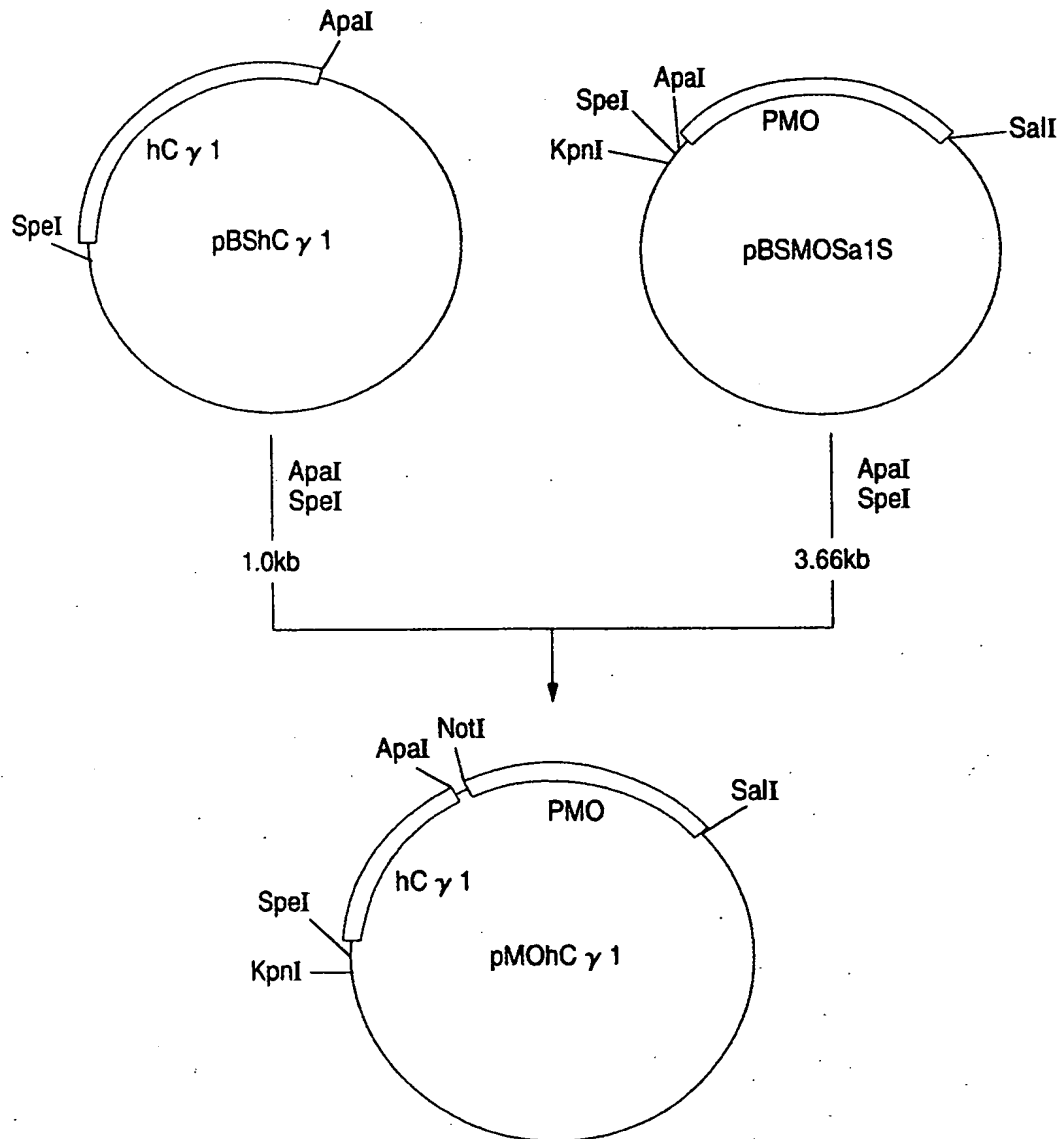 ApaI
hC γ 1
SpeI
pBShC γ 1
ApaI
SpeI
KpnI
PMO
SalI
pBSMOSa1S
ApaI
SpeI
1.0kb
ApaI
SpeI
3.66kb
NotI
ApaI
SalI
PMO
hC γ 1
SpeI
KpnI
pMOhC γ 1